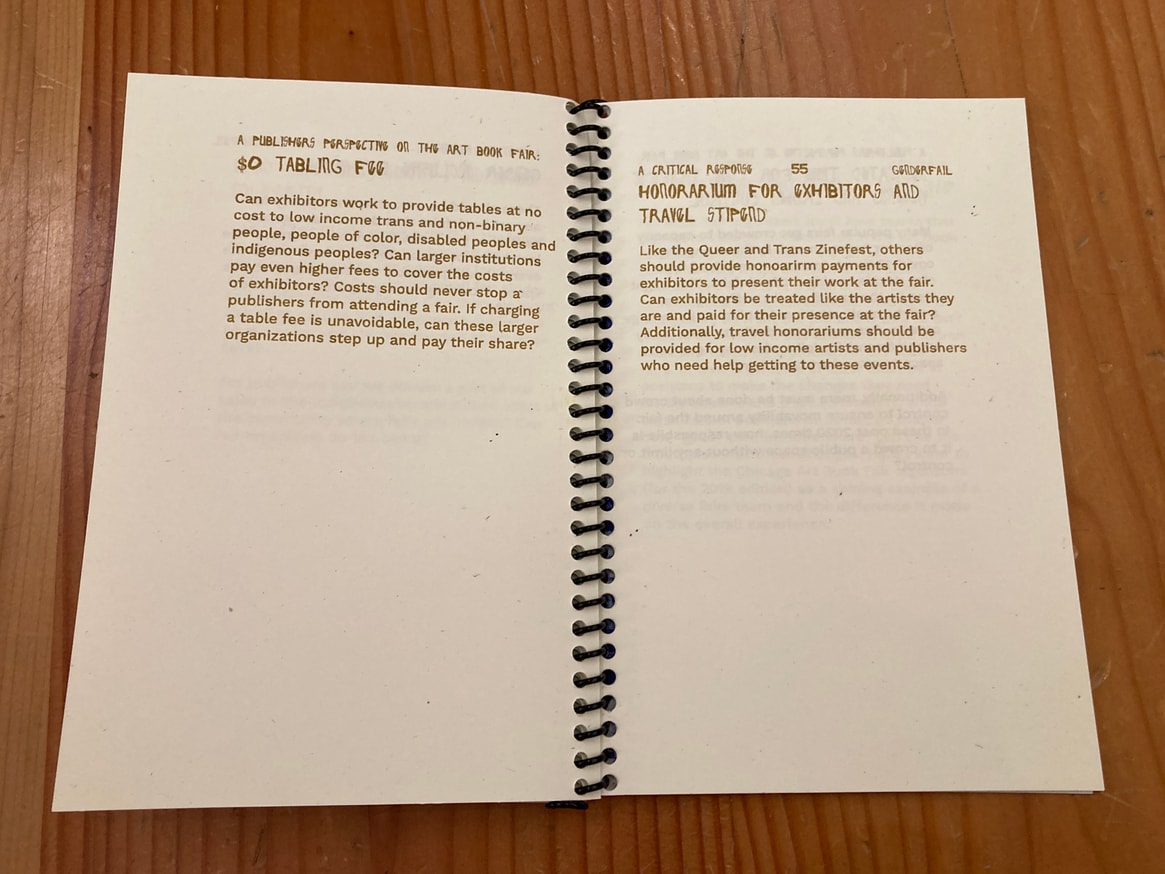 A PUBLISHERS PERSPECTIVE ON THE ART BOOK FAIR:
$0 TABLING FEE
Can exhibitors work to provide tables at no
cost to low income trans and non-binary
people, people of color, disabled peoples and
indigenous peoples? Can larger institutions
pay even higher fees to cover the costs
of exhibitors? Costs should never stop a
publishers from attending a fair. If charging
a table fee is unavoidable, can these larger
organizations step up and pay their share?
A CRITICAL RESPONSE 55 GENDERFAIL
HONORARIUM FOR EXHIBITORS AND
TRAVEL STIPEND
Like the Queer and Trans Zinefest, others
should provide honoarirm payments for
exhibitors to present their work at the fair.
Can exhibitors be treated like the artists they
are and paid for their presence at the fair?
Additionally, travel honorariums should be
provided for low income artists and publishers
who need help getting to these events.